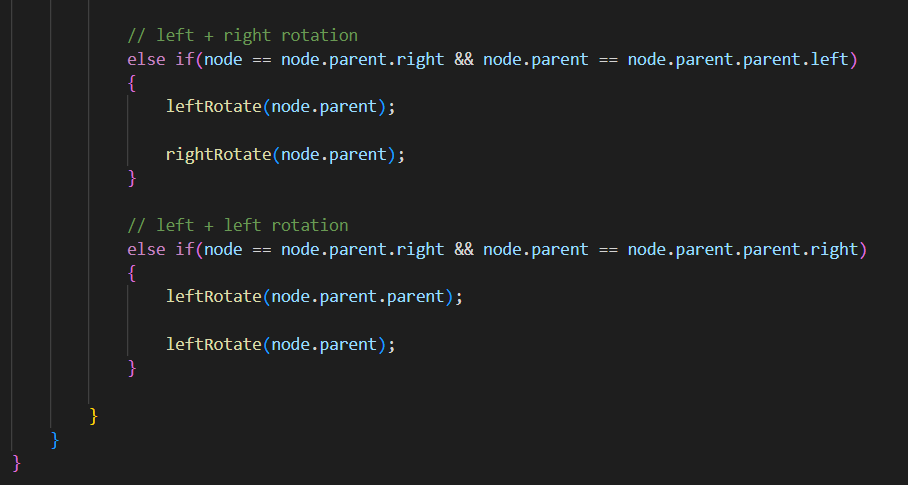 // left + right rotation
else if(node == node.parent.right && node.parent == node.parent.parent.left)
{
leftRotate(node.parent);
rightRotate(node.parent);
}
// left + left rotation
else if(node == node.parent.right && node.parent == node.parent.parent.right)
{
leftRotate(node.parent.parent);
leftRotate(node.parent);
}
}
}
}